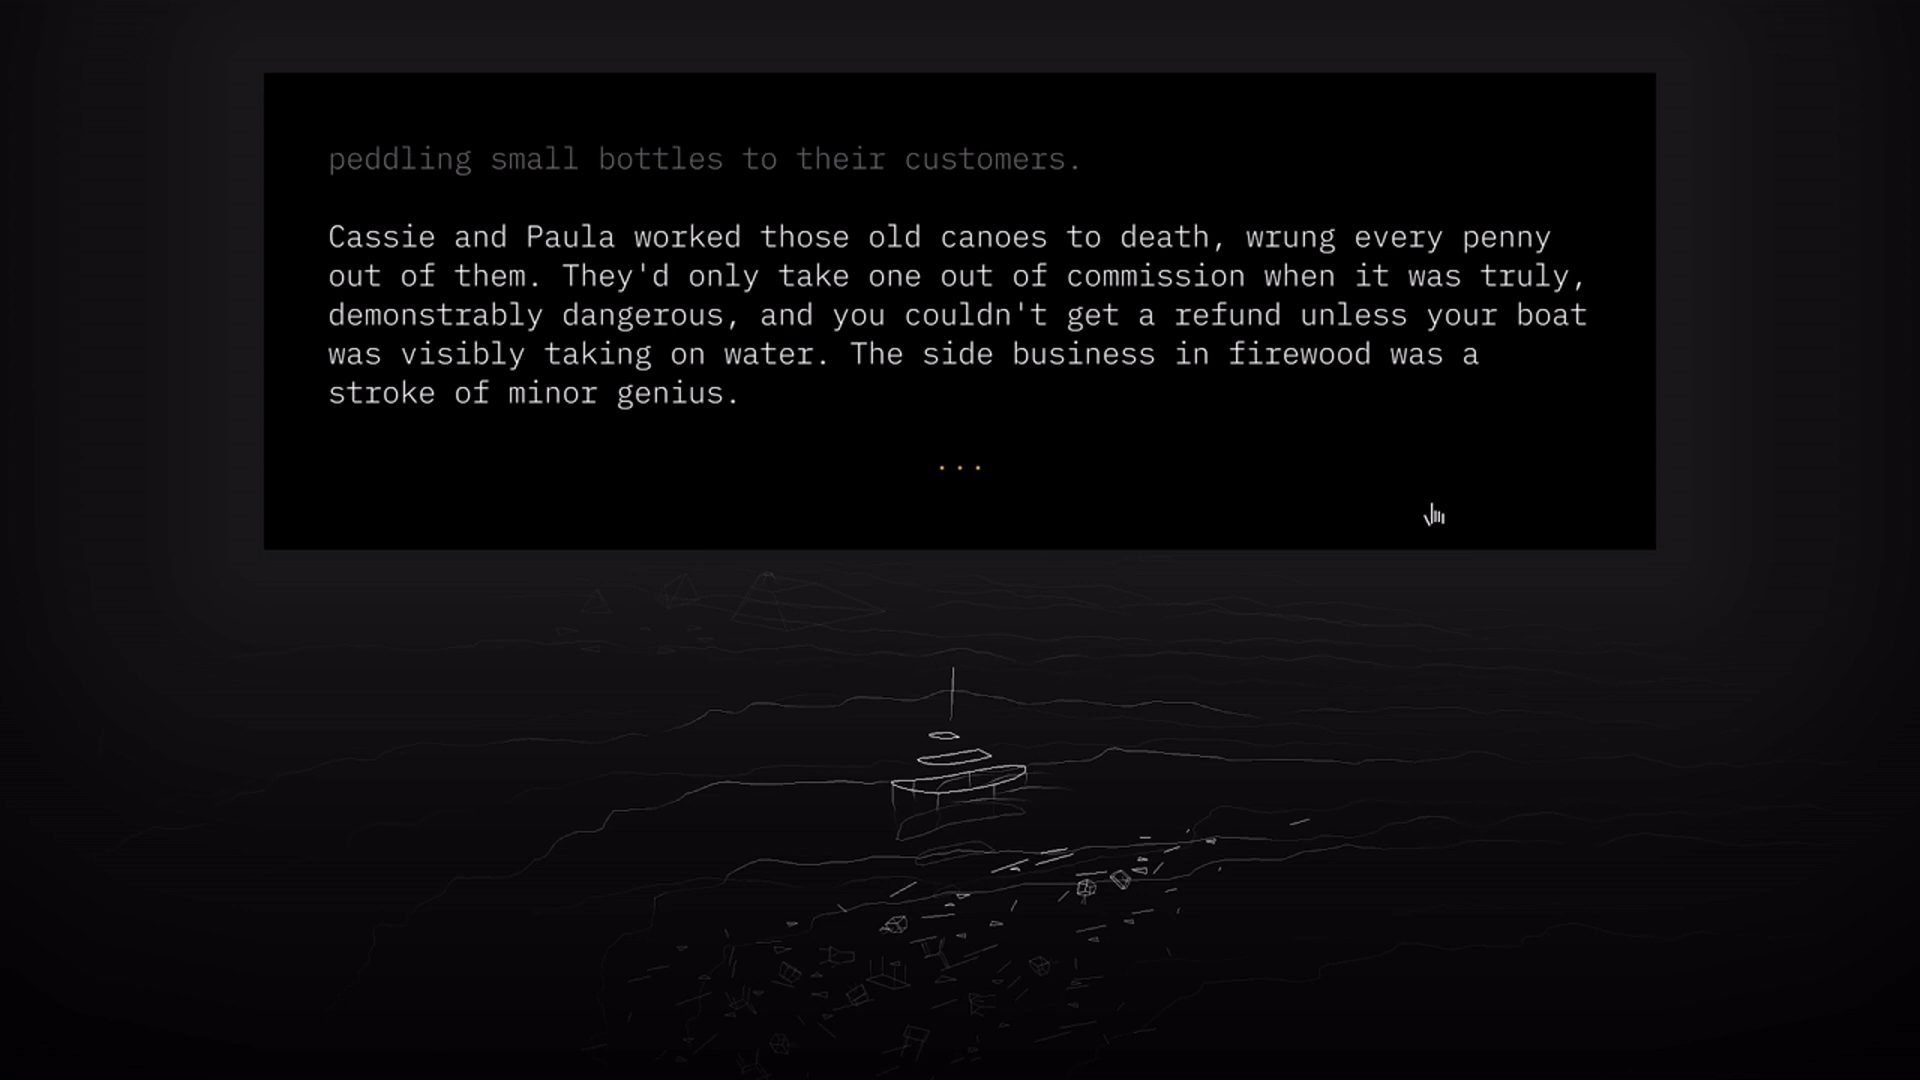 peddling small bottles to their customers.
Cassie and Paula worked those old canoes to death, wrung every penny
out of them. They'd only take one out of commission when it was truly,
demonstrably dangerous, and you couldn't get a refund unless your boat
was visibly taking on water. The side business in firewood was a
stroke of minor genius.
...